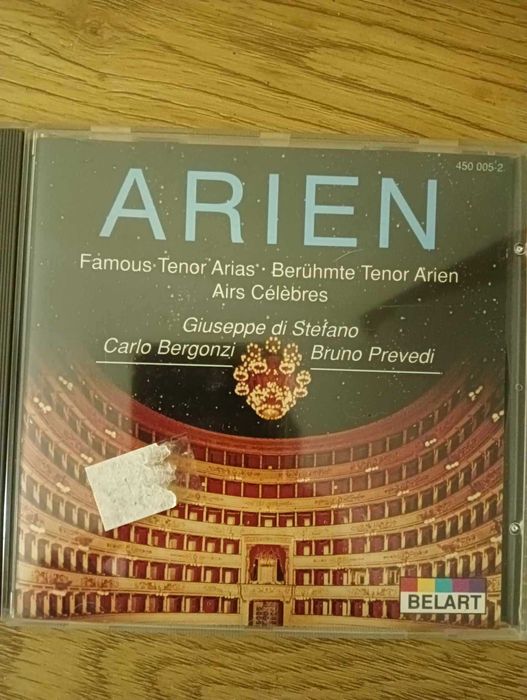 450 005-2
ARIEN
Famous Tenor Arias · Berühmte Tenor Arien
Airs Célèbres
Giuseppe di Stefano
Carlo Bergonzi Bruno Prevedi
BELART